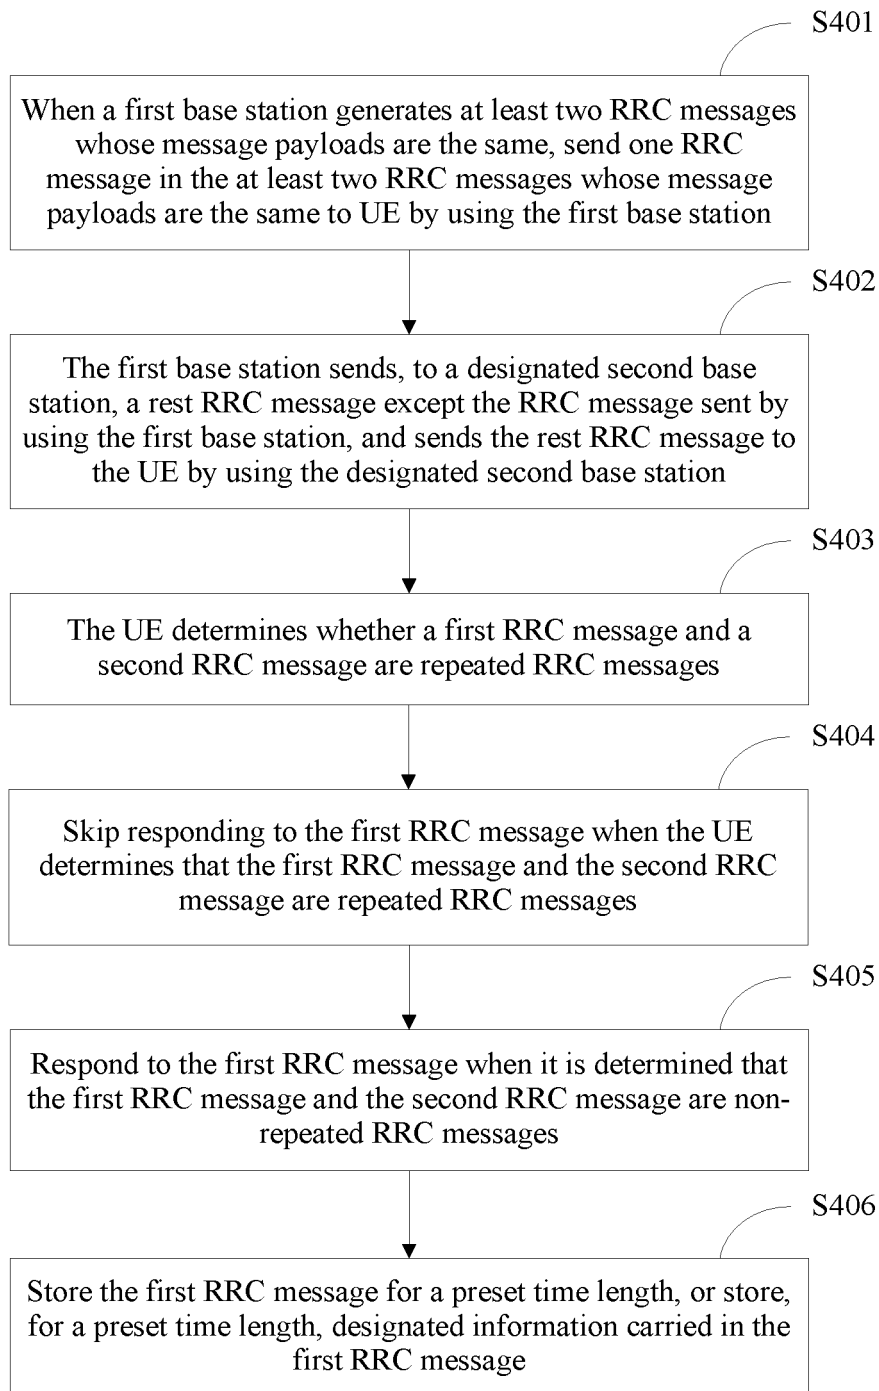 S401
When a first base station generates at least two RRC messages
whose message payloads are the same, send one RRC
message in the at least two RRC messages whose message
payloads are the same to UE by using the first base station
S402
The first base station sends, to a designated second base
station, a rest RRC message except the RRC message sent by
using the first base station, and sends the rest RRC message to
the UE by using the designated second base station
S403
The UE determines whether a first RRC message and a
second RRC message are repeated RRC messages
S404
Skip responding to the first RRC message when the UE
determines that the first RRC message and the second RRC
message are repeated RRC messages
S405
Respond to the first RRC message when it is determined that
the first RRC message and the second RRC message are non-
repeated RRC messages
S406
Store the first RRC message for a preset time length, or store,
for a preset time length, designated information carried in the
first RRC message